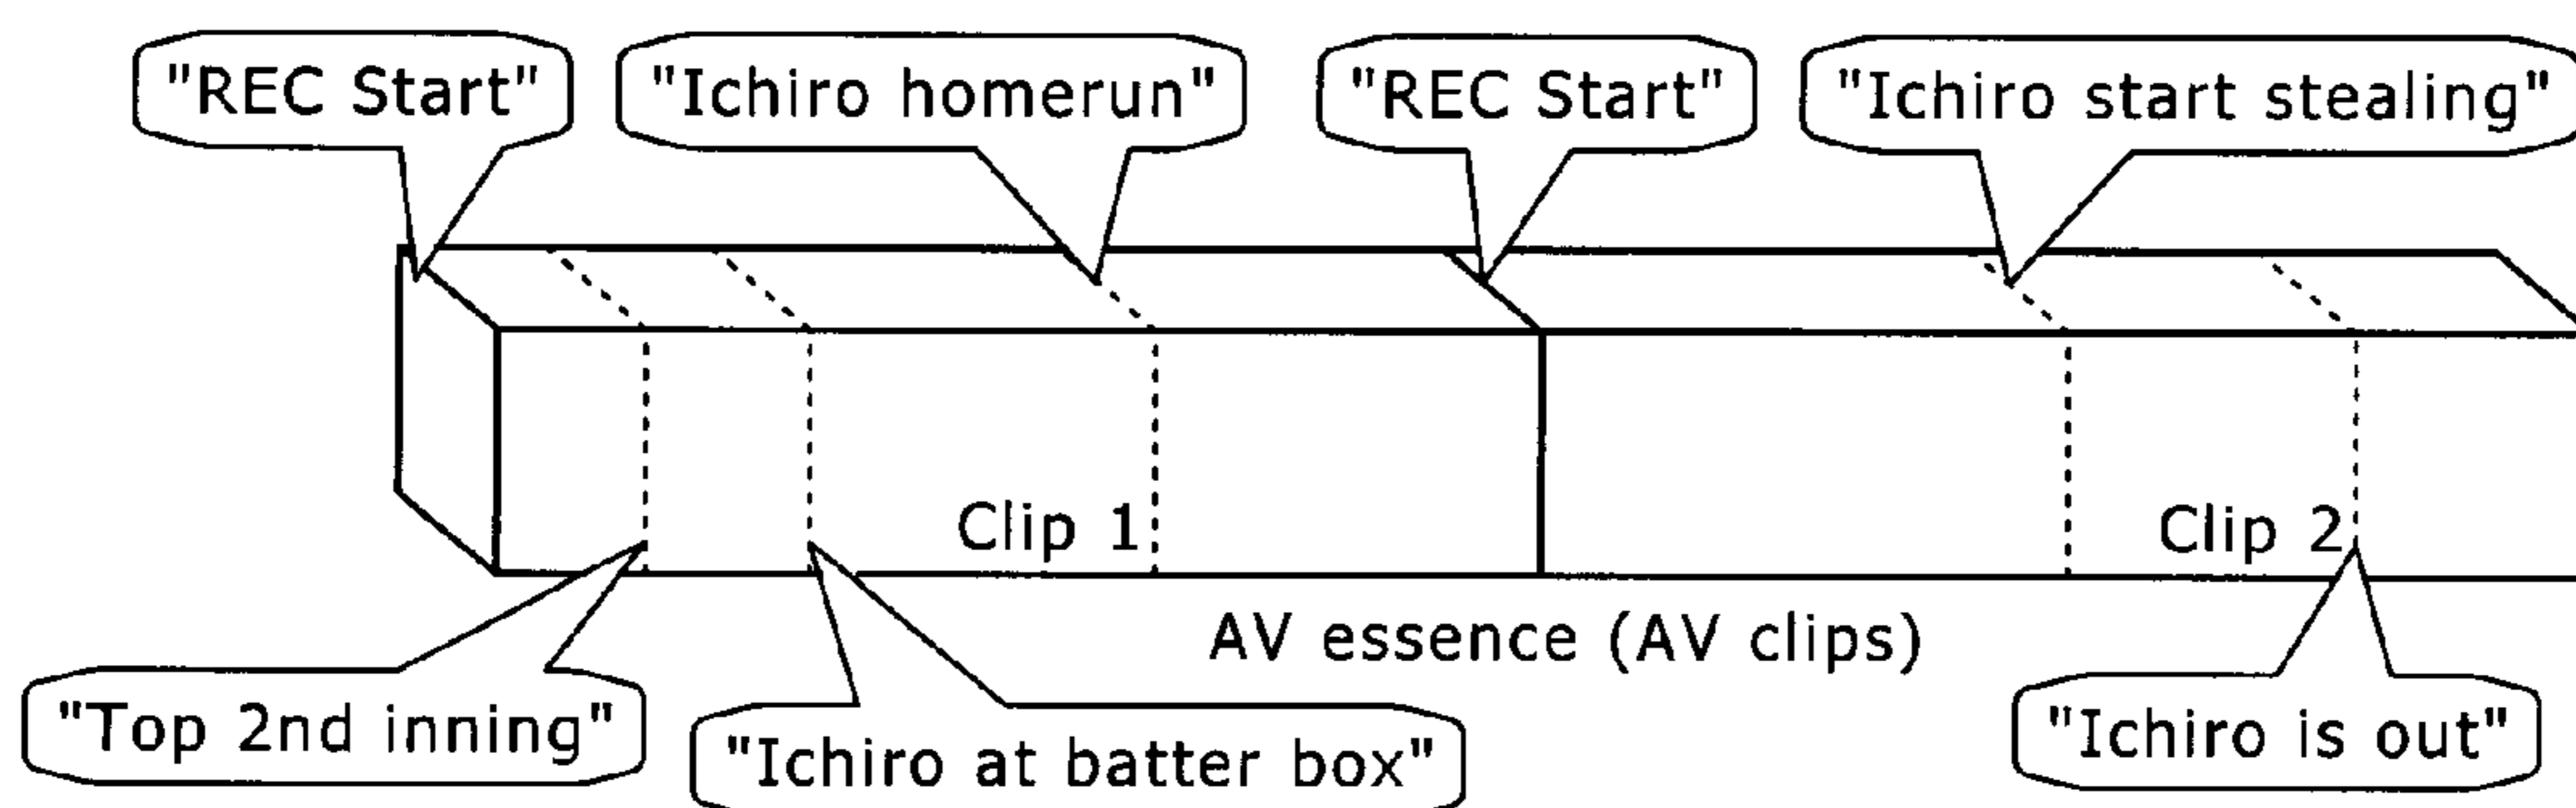 "REC Start"
"Ichiro homerun"
"REC Start"
"Ichiro start stealing"
Clip 1
Clip 2
AV essence (AV clips)
"Top 2nd inning"
"Ichiro at batter box"
"Ichiro is out"